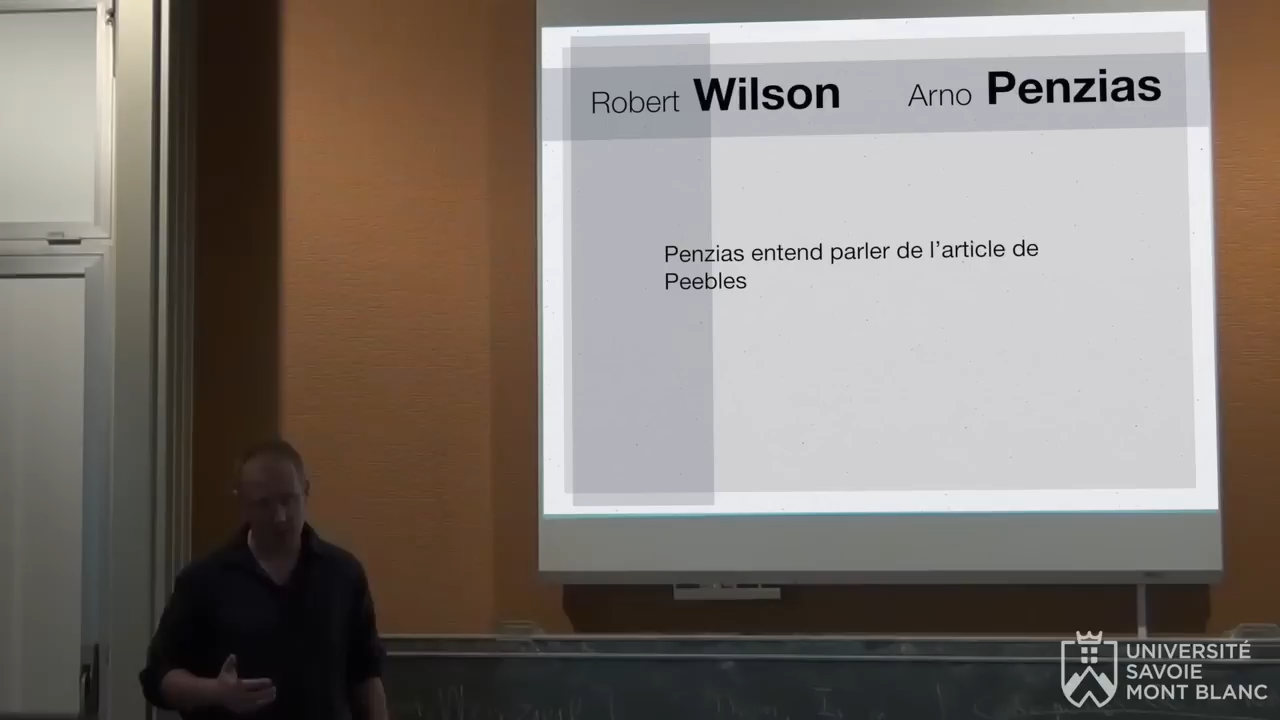 Robert Wilson Arno Penzias
Penzias entend parler de l'article de
Peebles
UNIVERSITÉ
SAVOIE
MONT BLANC